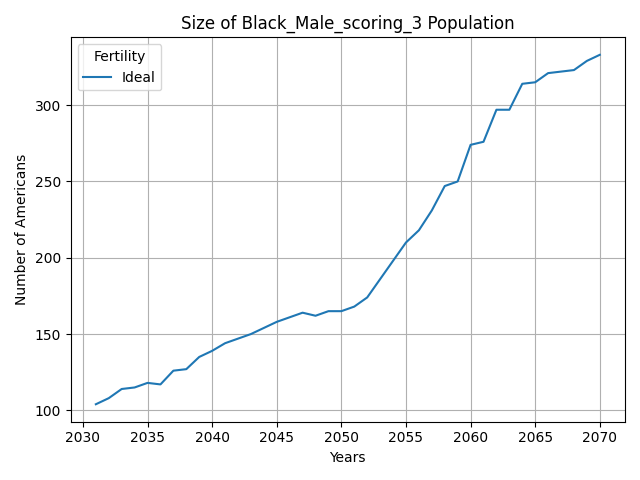 Size of Black_Male_scoring_3 Population
Fertility
Ideal
Number of Americans
300
250
200
150
100
2030 2035 2040 2045 2050 2055 2060 2065 2070
Years